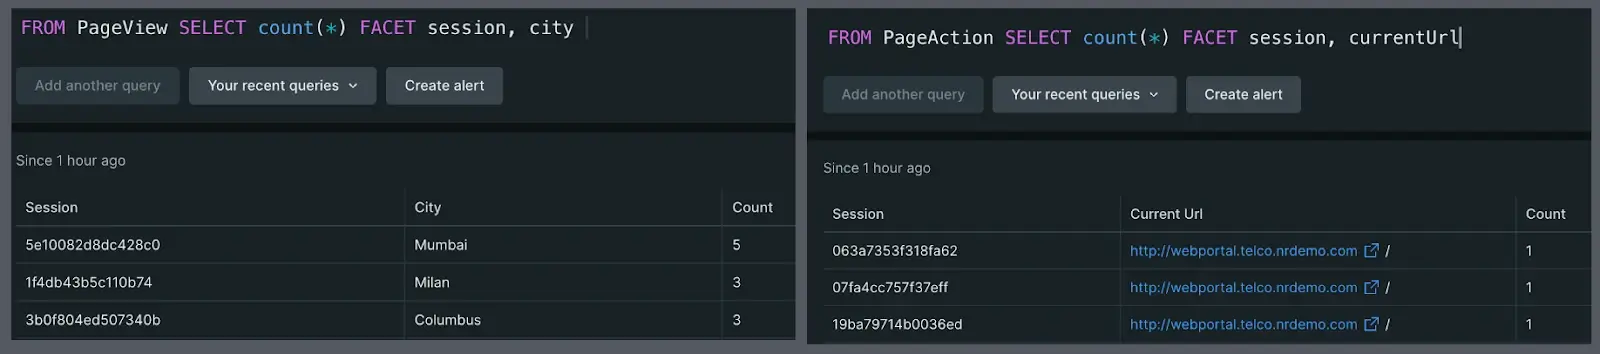 FROM PageView SELECT count(*) FACET session, city
Add another query Your recent queries Create alert
Since 1 hour ago
Session City Count
5e10082d8dc428c0 Mumbai 5
1f4db43b5c110b74 Milan 3
3b0f804ed507340b Columbus 3
FROM PageAction SELECT count(*) FACET session, currentUrl
Add another query Your recent queries Create alert
Since 1 hour ago
Session Current Url Count
063a7353f318fa62 http://webportal.telco.nrdemo.com / 1
07fa4cc757f37eff http://webportal.telco.nrdemo.com / 1
19ba79714b0036ed http://webportal.telco.nrdemo.com / 1